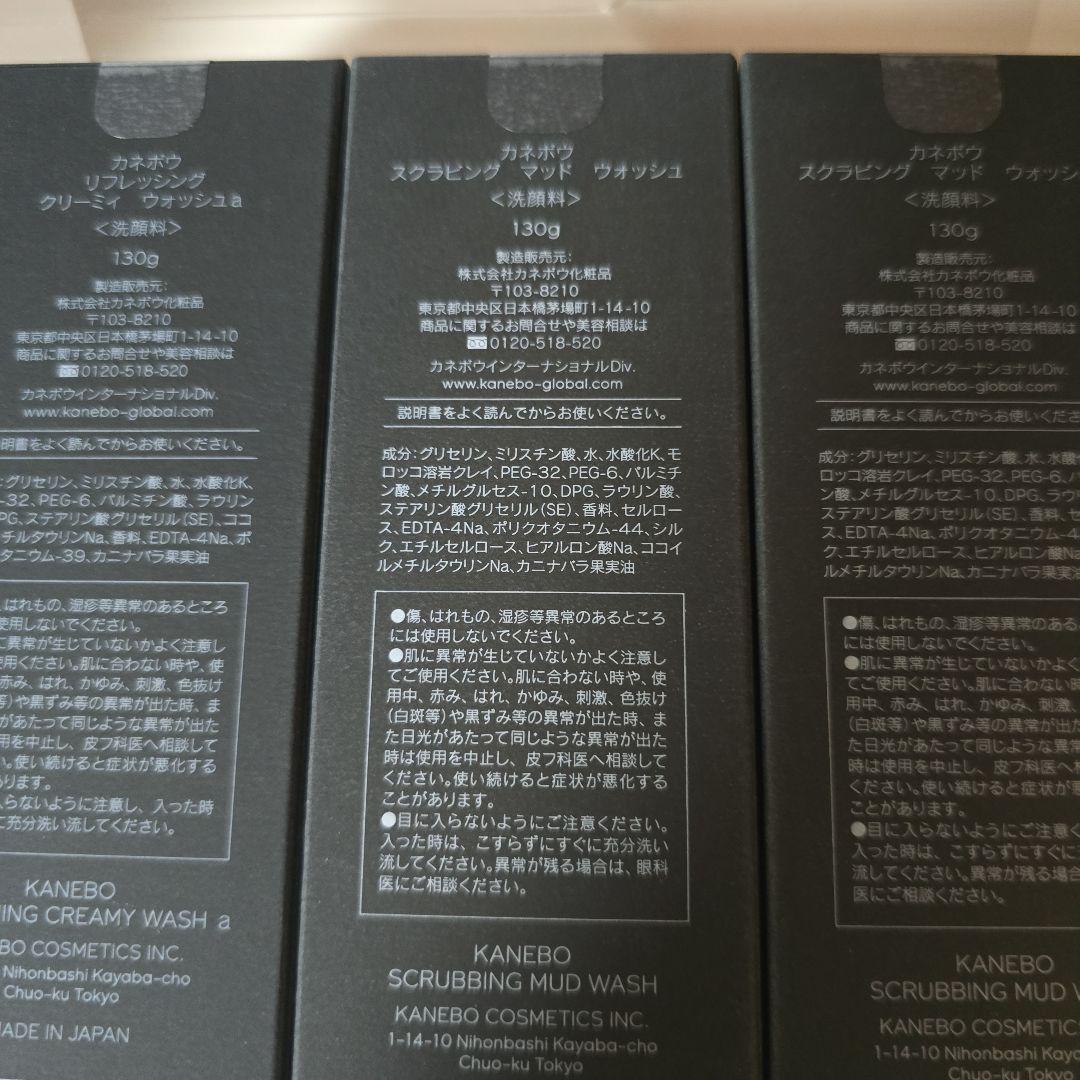 カネボウ
リフレッシング
クリーミィ ウォッシュa
＜洗顔料＞
130g
製造販売元:
株式会社カネボウ化粧品
〒103-8210
東京都中央区日本橋茅場町1-14-10
商品に関するお問合せや美容相談は
0120-518-520
カネボウインターナショナルDiv.
www.kanebo-global.com
明書をよく読んでからお使いください。
:グリセリン、ミリスチン酸、水、水酸化K、
-32、PEG-6、パルミチン酸、ラウリン
PG、ステアリン酸グリセリル(SE)、ココ
チルタウリンNa、香料、EDTA-4Na、ポ
タニウム-39、カニナバラ果実油
、はれもの、湿疹等異常のあるところ
使用しないでください。
に異常が生じていないかよく注意し
使用ください。肌に合わない時や、使
赤み、はれ、かゆみ、刺激、色抜け
等)や黒ずみ等の異常が出た時、ま
があたって同じような異常が出た
用を中止し、皮フ科医へ相談して
い。使い続けると症状が悪化する
あります。
入らないように注意し、入った時
に充分洗い流してください。
KANEBO
ING CREAMY WASH a
BO COSMETICS INC.
Nihonbashi Kayaba-cho
Chuo-ku Tokyo
MADE IN JAPAN
カネボウ
スクラビング マッド ウォッシュ
＜洗顔料＞
130g
製造販売元:
株式会社カネボウ化粧品
〒103-8210
東京都中央区日本橋茅場町1-14-10
商品に関するお問合せや美容相談は
0120-518-520
カネボウインターナショナルDiv.
www.kanebo-global.com
説明書をよく読んでからお使いください。
成分:グリセリン、ミリスチン酸、水、水酸化K、モ
ロッコ溶岩クレイ、PEG-32、PEG-6、パルミチ
ン酸、メチルグルセス-10、DPG、ラウリン酸、
ステアリン酸グリセリル(SE)、香料、セルロー
ス、EDTA-4Na、ポリクオタニウム-44、シル
ク、エチルセルロース、ヒアルロン酸Na、ココイ
ルメチルタウリンNa、カニナバラ果実油
●傷、はれもの、湿疹等異常のあるところ
には使用しないでください。
●肌に異常が生じていないかよく注意し
てご使用ください。肌に合わない時や、使
用中、赤み、はれ、かゆみ、刺激、色抜け
(白斑等)や黒ずみ等の異常が出た時、ま
た日光があたって同じような異常が出た
時は使用を中止し、皮フ科医へ相談して
ください。使い続けると症状が悪化する
ことがあります。
●目に入らないようにご注意ください。
入った時は、こすらずにすぐに充分洗い
流してください。異常が残る場合は、眼科
医にご相談ください。
KANEBO
SCRUBBING MUD WASH
KANEBO COSMETICS INC.
1-14-10 Nihonbashi Kayaba-cho
Chuo-ku Tokyo
カネボウ
スクラビング マッド ウォッシュ
＜洗顔料＞
130g
製造販売元:
株式会社カネボウ化粧品
〒103-8210
東京都中央区日本橋茅場町1-14-10
商品に関するお問合せや美容相談は
0120-518-520
カネボウインターナショナルDiv.
www.kanebo-global.com
説明書をよく読んでからお使いくださ
成分:グリセリン、ミリスチン酸、水、水酸
ロッコ溶岩クレイ、PEG-32、PEG-6、パ
ン酸、メチルグルセス-10、DPG、ラウリ
ステアリン酸グリセリル(SE)、香料、セ
ス、EDTA-4Na、ポリクオタニウム-4
ク、エチルセルロース、ヒアルロン酸Na
ルメチルタウリンNa、カニナバラ果実
●傷、はれもの、湿疹等異常のある
には使用しないでください。
●肌に異常が生じていないかよく
てご使用ください。肌に合わない時
用中、赤み、はれ、かゆみ、刺激、
(白斑等)や黒ずみ等の異常が出た
た日光があたって同じような異常
時は使用を中止し、皮フ科医へ相
ください。使い続けると症状が悪
ことがあります。
●目に入らないようにご注意くだ
入った時は、こすらずにすぐに充
流してください。異常が残る場合
医にご相談ください。
KANEBO
SCRUBBING MUD W
KANEBO COSMETIC
1-14-10 Nihonbashi Kayab
Chuo-ku Tokyo